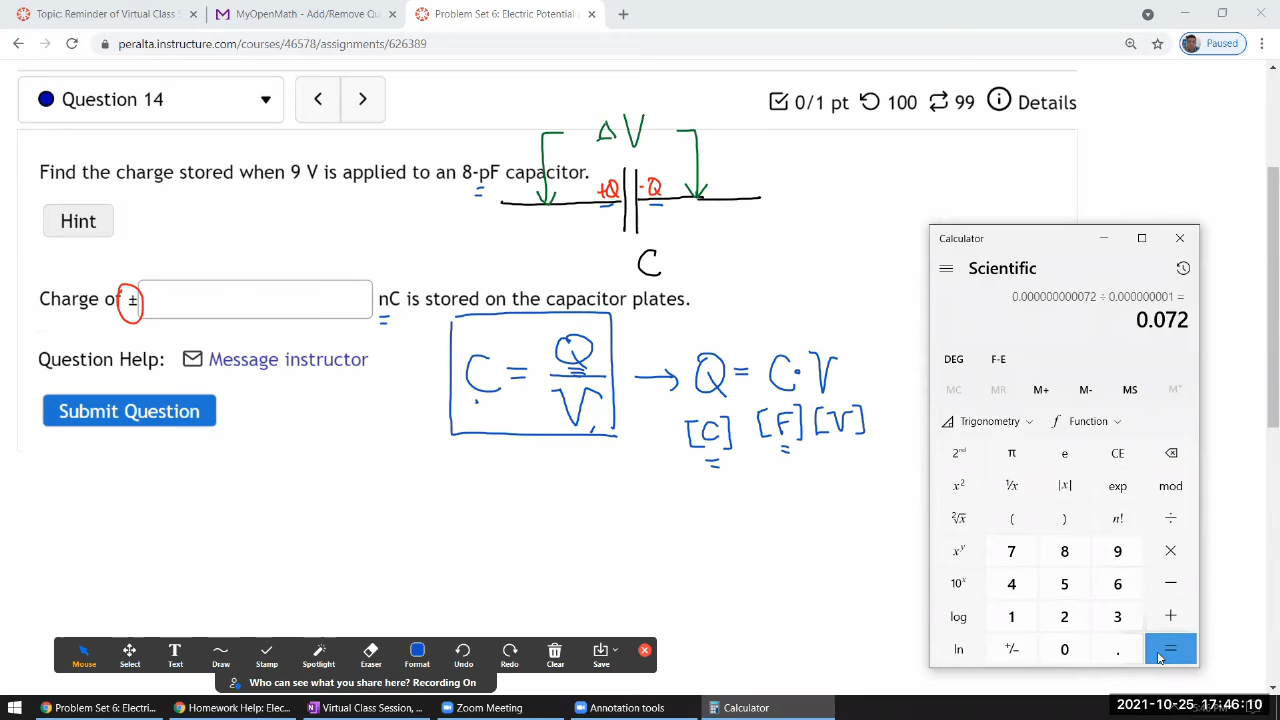 Topic: Reminder of Virtual Class S
MyOpenMath - Add/Remove Qu
Problem Set 6: Electric Potential a
peralta.instructure.com/courses/46578/assignments/626389
Paused
Question 14
0/1 pt 100 99 Details
ΔV
Find the charge stored when 9 V is applied to an 8-pF capacitor.
+Q -Q
Hint
C
Charge of ± nC is stored on the capacitor plates.
Question Help: Message instructor
C = Q/V → Q = C·V
[C] [F] [V]
Submit Question
Calculator
Scientific
0.000000000072 ÷ 0.000000001 =
0.072
DEG F-E
MC MR M+ M- MS M˅
Trigonometry f Function
2ⁿᵈ π e CE
x² ¹/x |x| exp mod
²√x ( ) n! ÷
xʸ 7 8 9 ×
10ˣ 4 5 6 −
log 1 2 3 +
ln +/− 0 . =
Mouse Select Text Draw Stamp Spotlight Eraser Format Undo Redo Clear Save
Who can see what you share here? Recording On
Problem Set 6: Elect...
Homework Help: Elec...
Virtual Class Session, ...
Zoom Meeting
Annotation tools
Calculator
2021-10-25 17:46:10